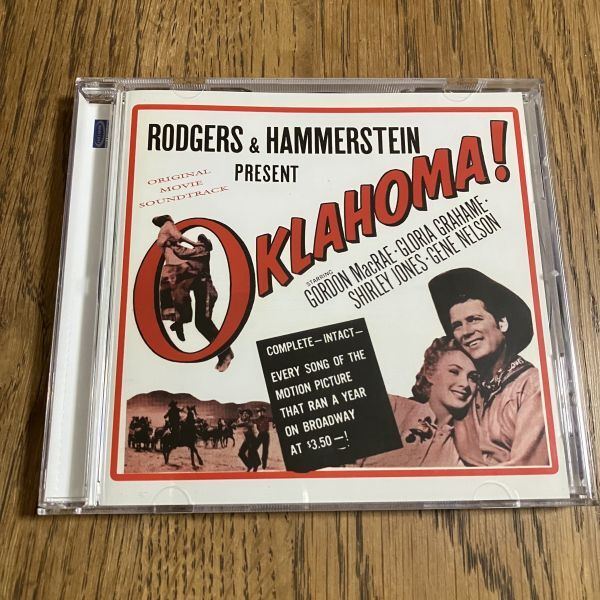 RODGERS & HAMMERSTEIN
PRESENT
ORIGINAL
MOVIE
SOUNDTRACK
OKLAHOMA!
STARRING
GORDON MacRAE · GLORIA GRAHAME ·
SHIRLEY JONES · GENE NELSON
COMPLETE—INTACT—
EVERY SONG OF THE
MOTION PICTURE
THAT RAN A YEAR
ON BROADWAY
AT $3.50—!